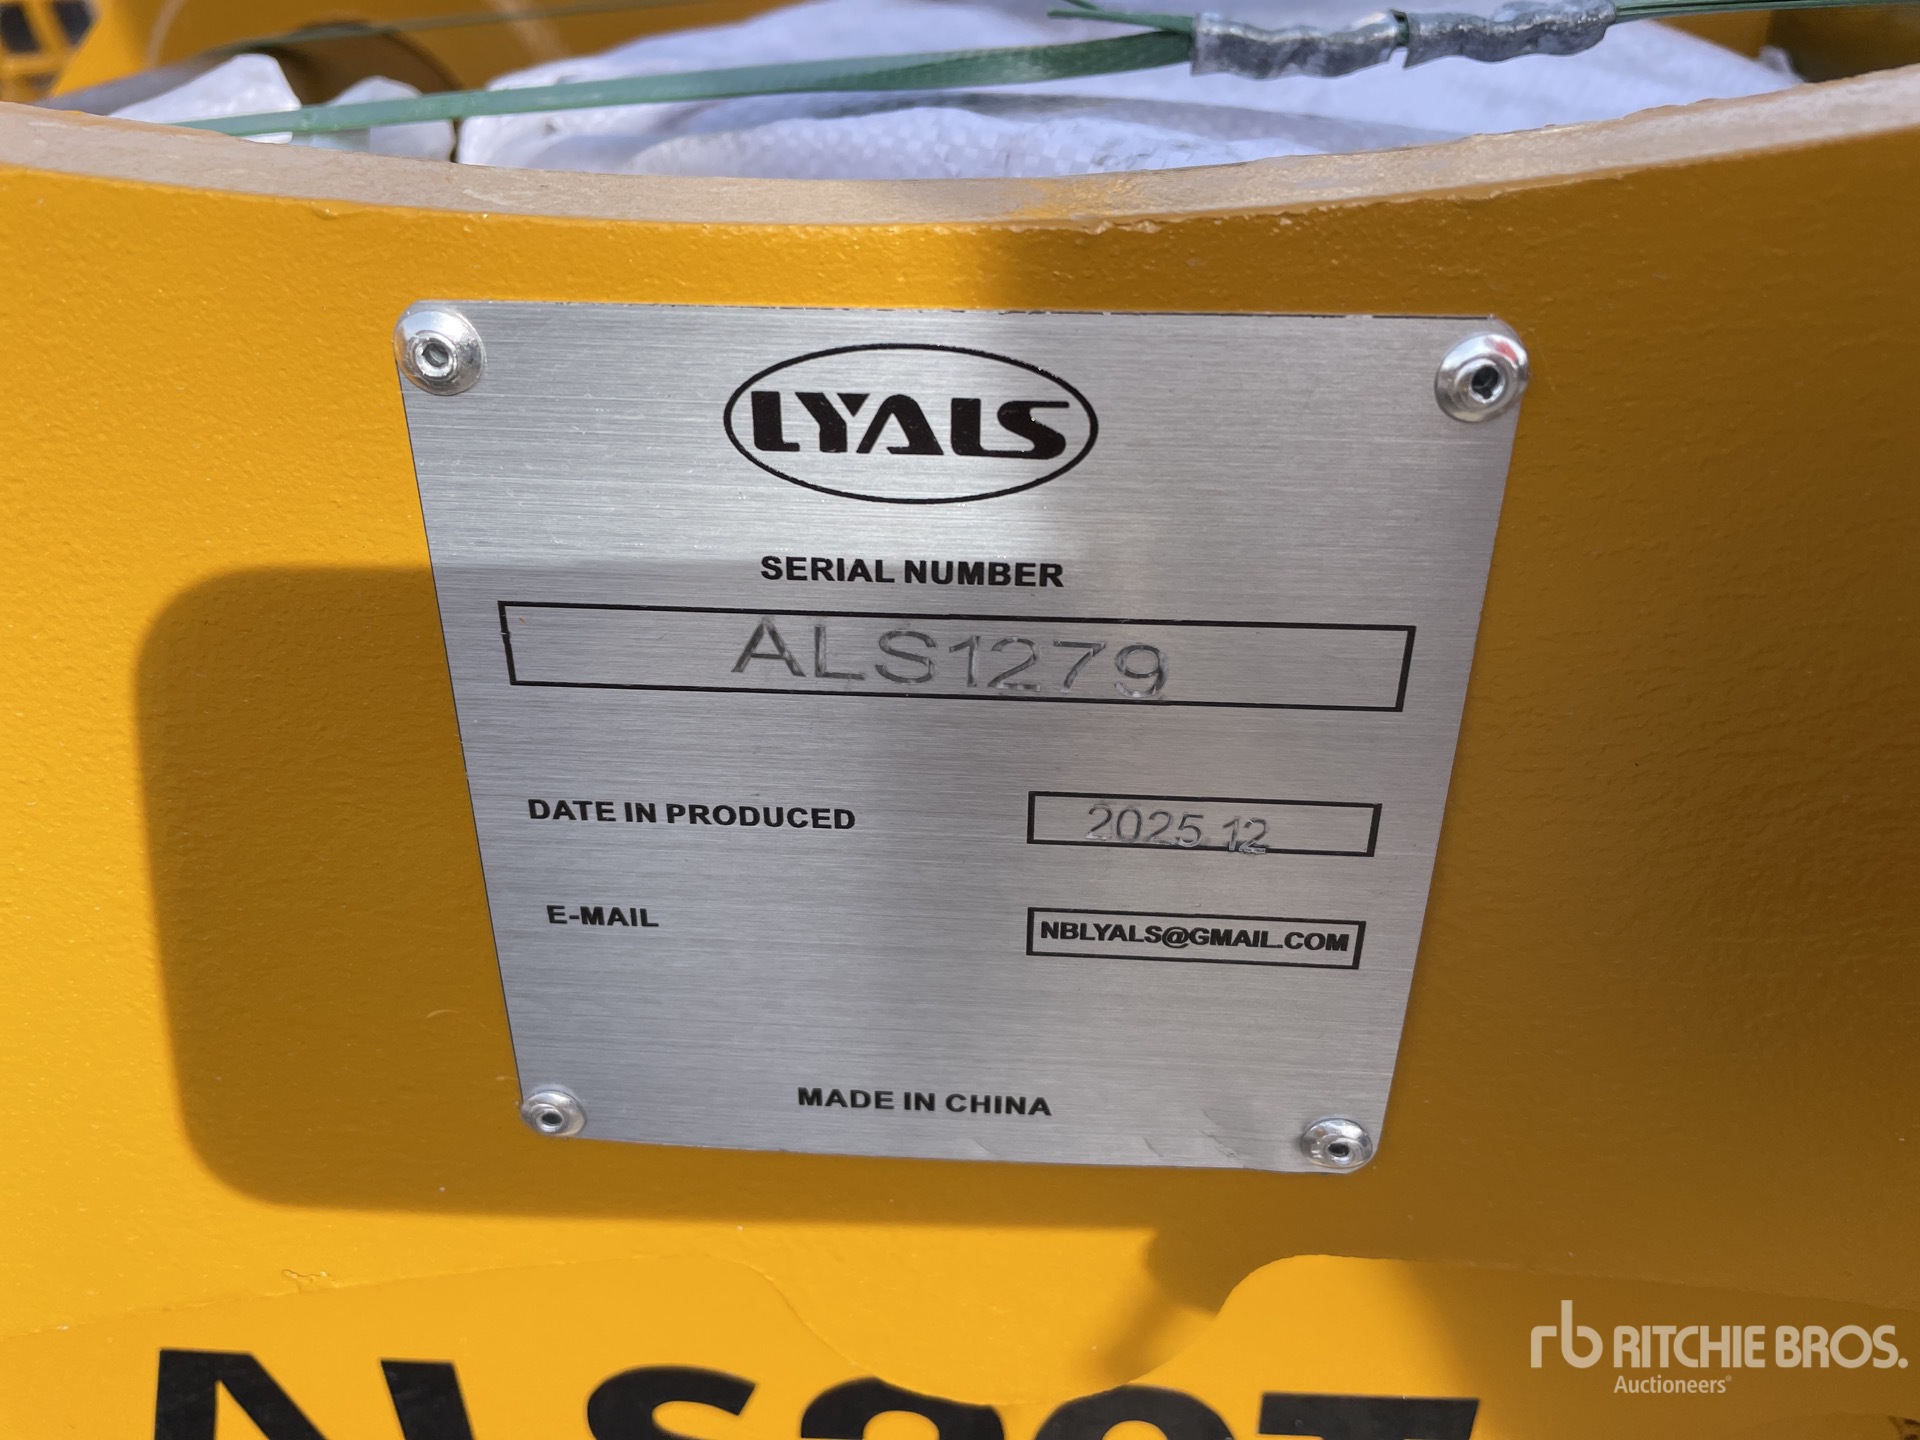 LYALS
SERIAL NUMBER
ALS1279
DATE IN PRODUCED
2025.12
E-MAIL
NBLYALS@GMAIL.COM
MADE IN CHINA
rb RITCHIE BROS.
Auctioneers